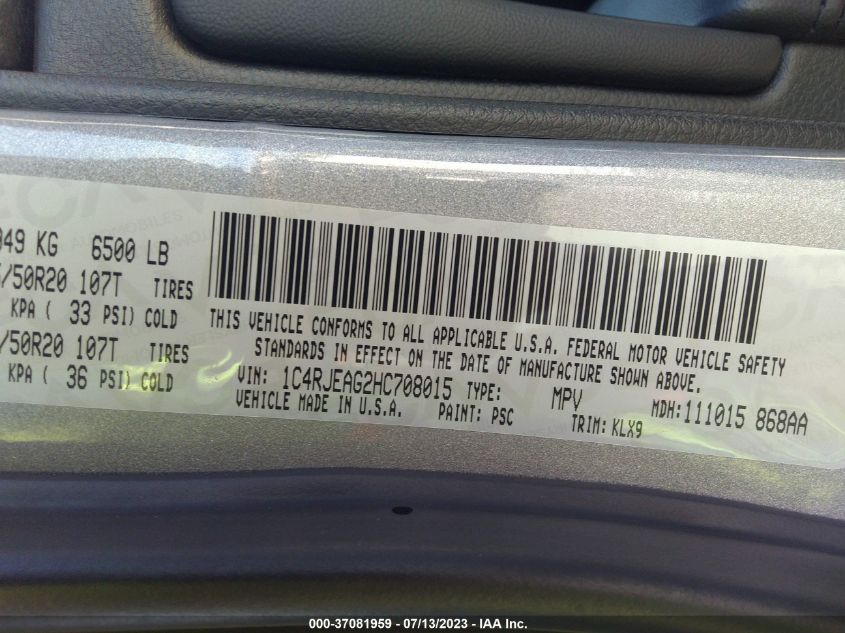 949 KG 6500 LB
/50R20 107T TIRES
KPA ( 33 PSI) COLD
/50R20 107T TIRES
KPA ( 36 PSI) COLD
THIS VEHICLE CONFORMS TO ALL APPLICABLE U.S.A. FEDERAL MOTOR VEHICLE SAFETY
STANDARDS IN EFFECT ON THE DATE OF MANUFACTURE SHOWN ABOVE.
VIN: 1C4RJEAG2HC708015 TYPE: MPV MDH:111015 868AA
VEHICLE MADE IN U.S.A. PAINT: PSC TRIM: KLX9
000-37081959 / 07/13/2023 - IAA Inc.